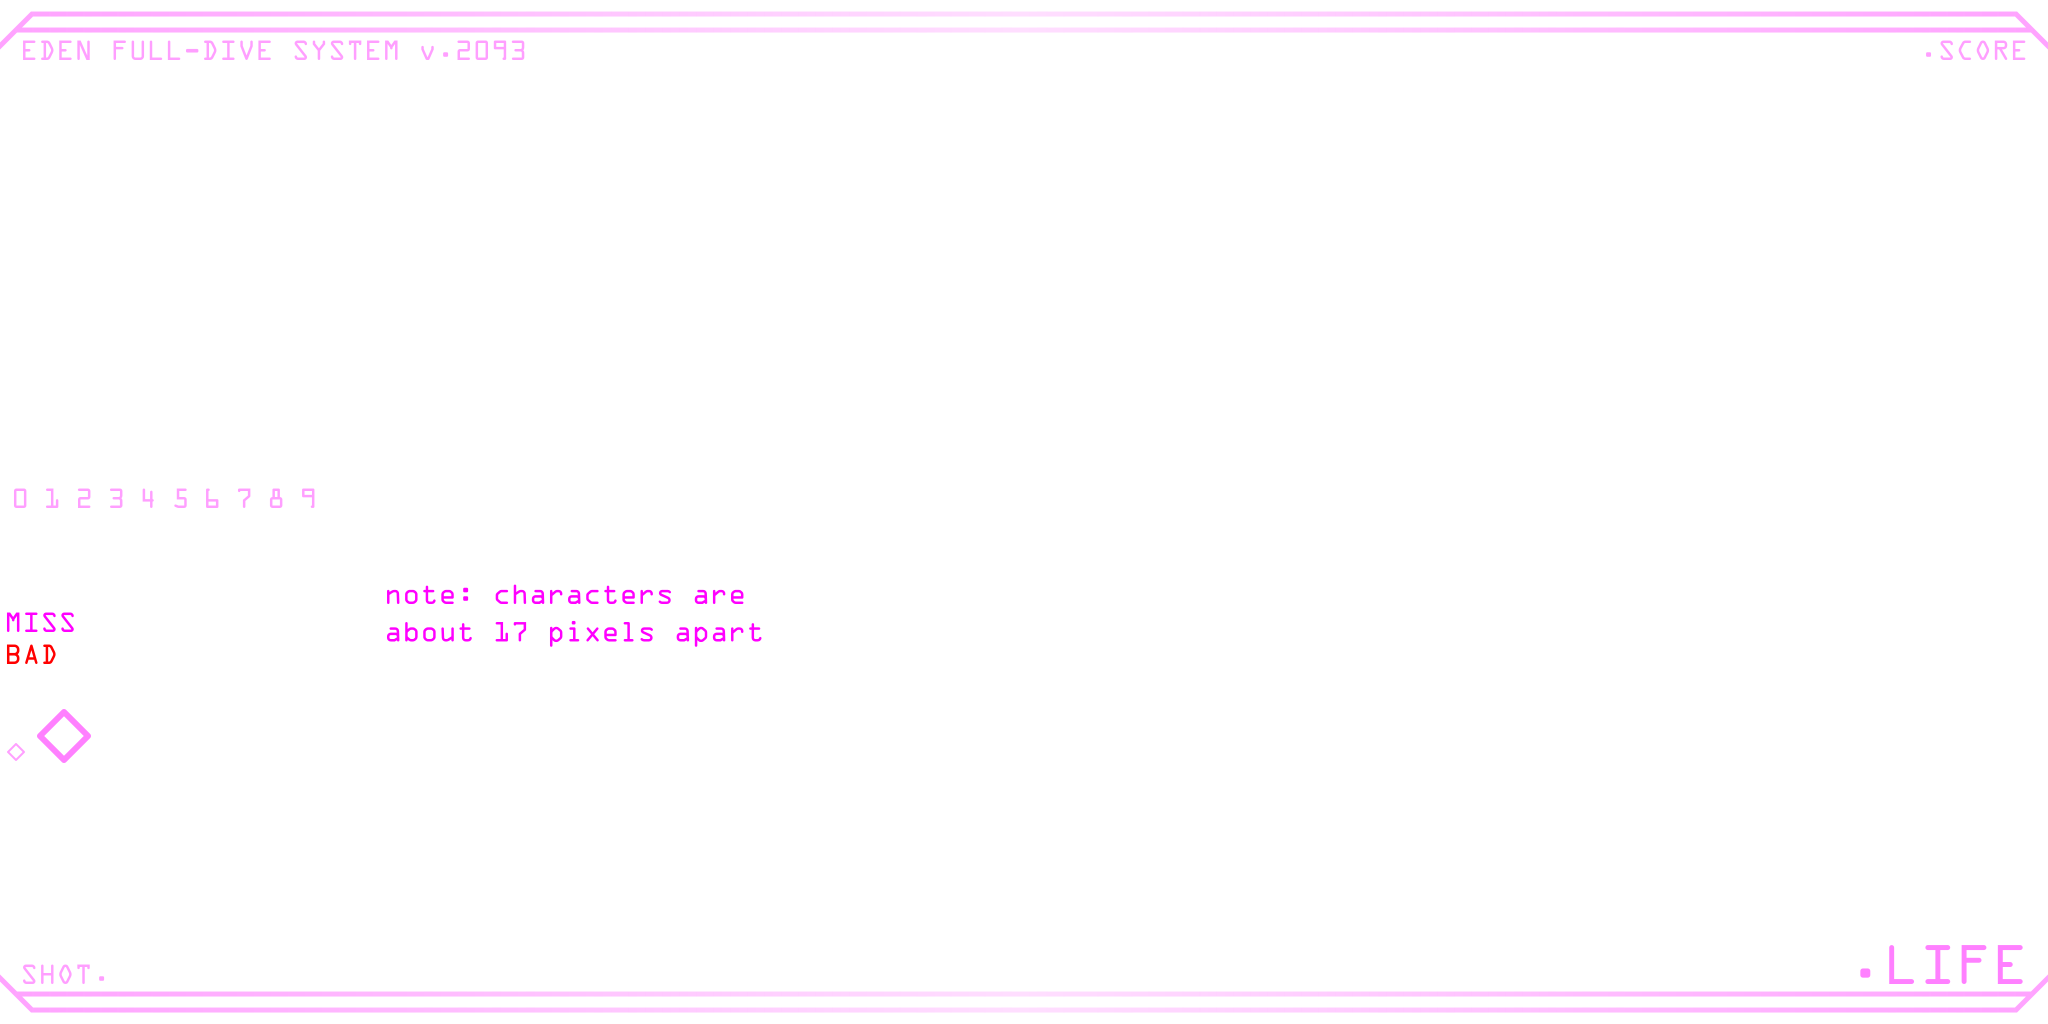 EDEN FULL-DIVE SYSTEM v.2093
.SCORE
0 1 2 3 4 5 6 7 8 9
note: characters are
about 17 pixels apart
MISS
BAD
SHOT.
.LIFE